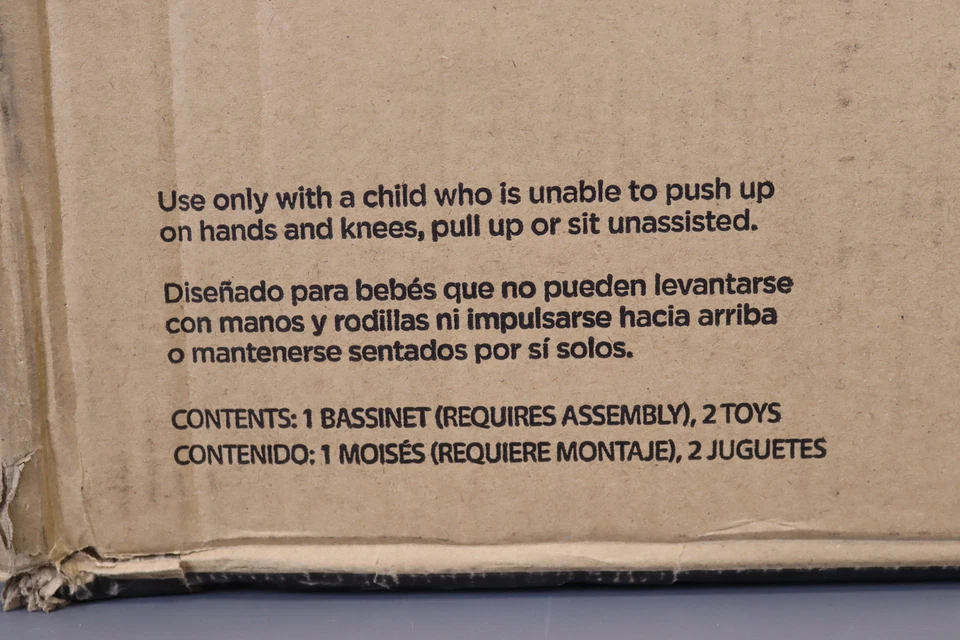 Use only with a child who is unable to push up
on hands and knees, pull up or sit unassisted.
Diseñado para bebés que no pueden levantarse
con manos y rodillas ni impulsarse hacia arriba
o mantenerse sentados por sí solos.
CONTENTS: 1 BASSINET (REQUIRES ASSEMBLY), 2 TOYS
CONTENIDO: 1 MOISÉS (REQUIERE MONTAJE), 2 JUGUETES